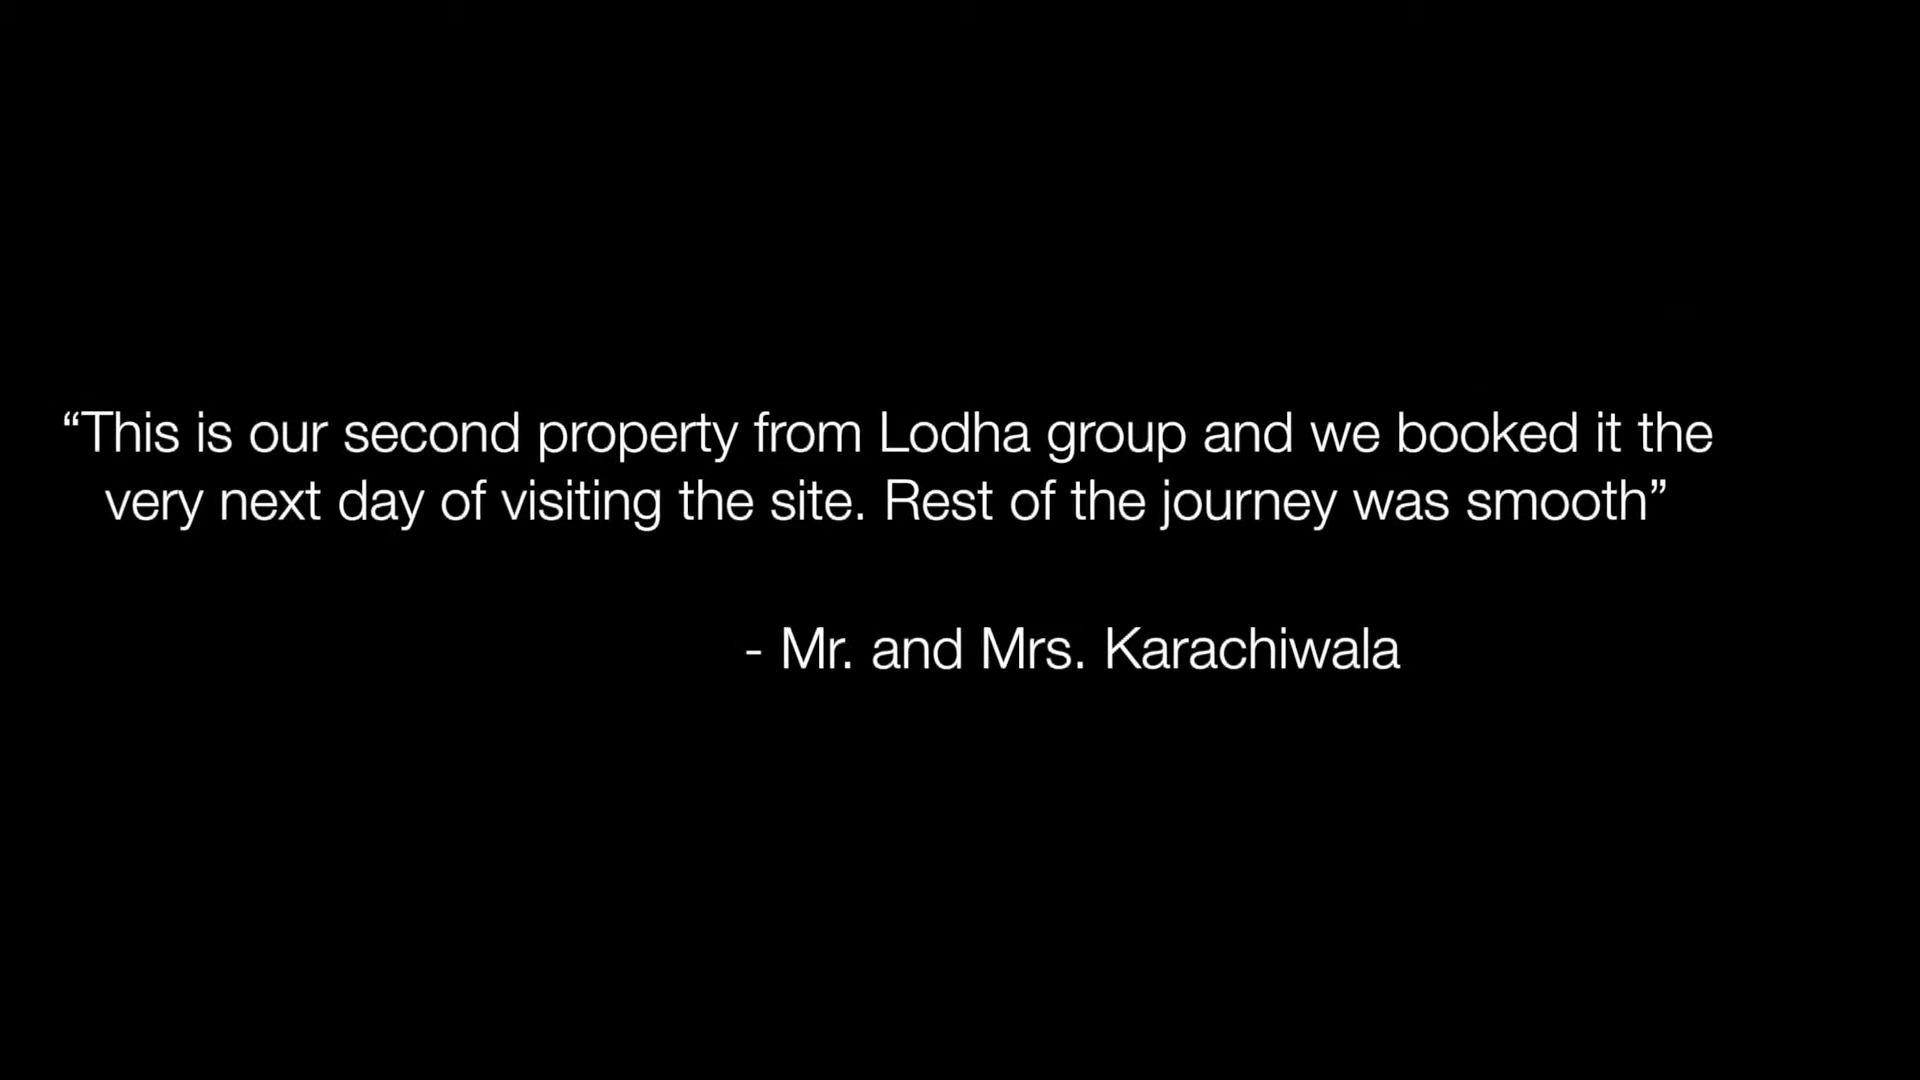 “This is our second property from Lodha group and we booked it the
very next day of visiting the site. Rest of the journey was smooth”
- Mr. and Mrs. Karachiwala